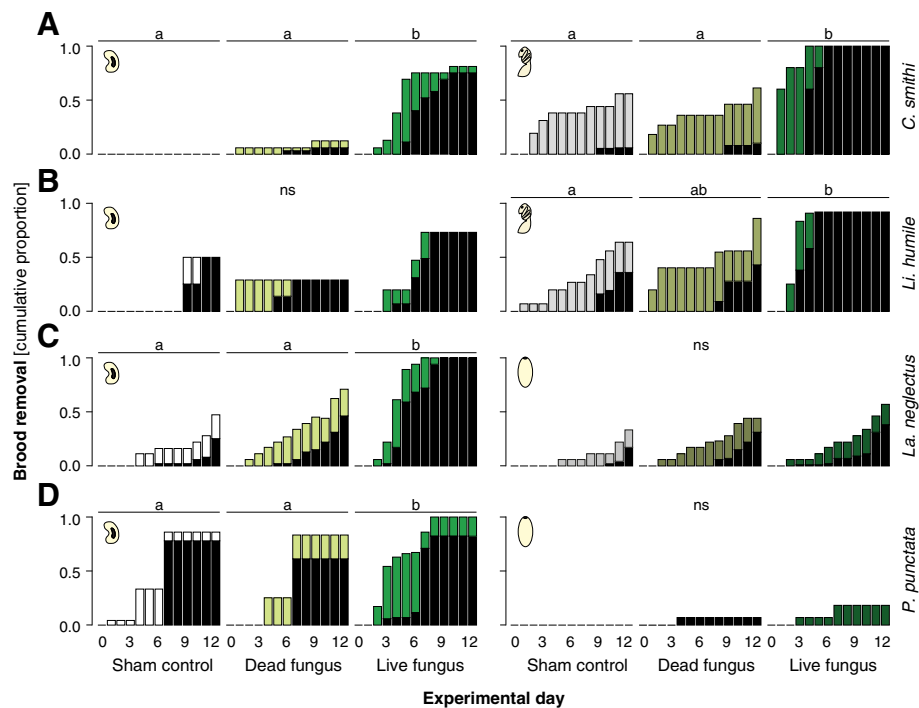 A
a a b a a b
1.0
0.5
0.0
C. smithi
B
ns a ab b
1.0
0.5
0.0
Li. humile
C
a a b ns
1.0
0.5
0.0
La. neglectus
D
a a b ns
1.0
0.5
0.0
P. punctata
Brood removal [cumulative proportion]
0 3 6 9 12 0 3 6 9 12 0 3 6 9 12 0 3 6 9 12 0 3 6 9 12 0 3 6 9 12
Sham control Dead fungus Live fungus Sham control Dead fungus Live fungus
Experimental day